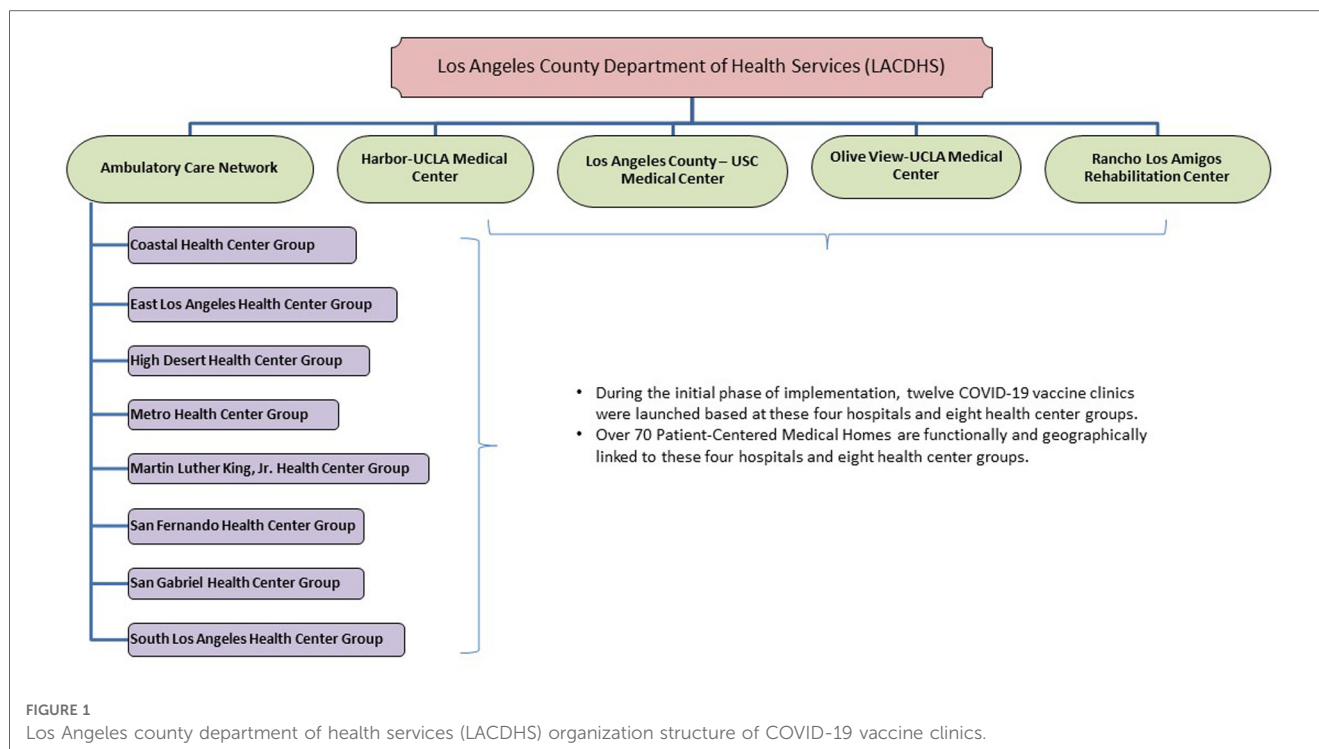 Los Angeles County Department of Health Services (LACDHS)
Ambulatory Care Network
Harbor-UCLA Medical
Center
Los Angeles County – USC
Medical Center
Olive View-UCLA Medical
Center
Rancho Los Amigos
Rehabilitation Center
Coastal Health Center Group
East Los Angeles Health Center Group
High Desert Health Center Group
Metro Health Center Group
Martin Luther King, Jr. Health Center Group
San Fernando Health Center Group
San Gabriel Health Center Group
South Los Angeles Health Center Group
• During the initial phase of implementation, twelve COVID-19 vaccine clinics
were launched based at these four hospitals and eight health center groups.
• Over 70 Patient-Centered Medical Homes are functionally and geographically
linked to these four hospitals and eight health center groups.
FIGURE 1
Los Angeles county department of health services (LACDHS) organization structure of COVID-19 vaccine clinics.